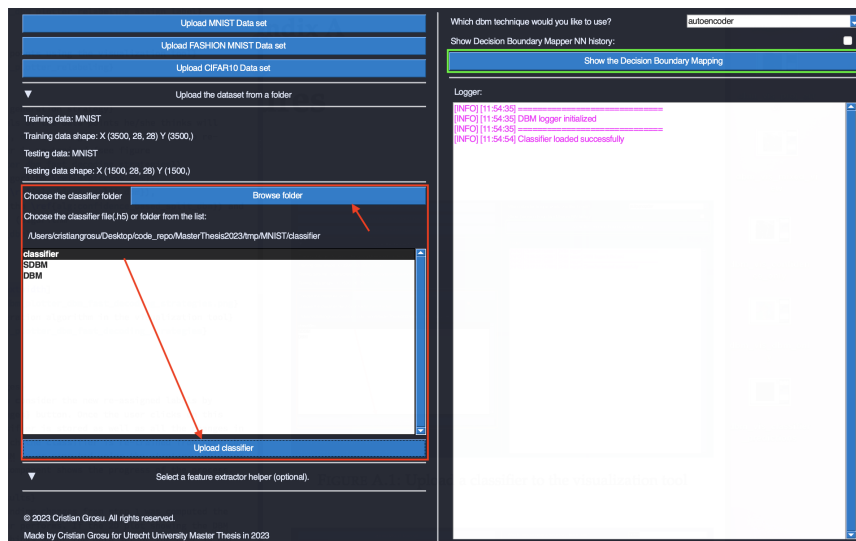 Upload MNIST Data set
Upload FASHION MNIST Data set
Upload CIFAR10 Data set
Upload the dataset from a folder
Training data: MNIST
Training data shape: X (3500, 28, 28) Y (3500,)
Testing data: MNIST
Testing data shape: X (1500, 28, 28) Y (1500,)
Choose the classifier folder
Browse folder
Choose the classifier file(.h5) or folder from the list:
/Users/cristiangrosu/Desktop/code_repo/MasterThesis2023/tmp/MNIST/classifier
classifier
SDBM
DBM
Upload classifier
Select a feature extractor helper (optional).
© 2023 Cristian Grosu. All rights reserved.
Made by Cristian Grosu for Utrecht University Master Thesis in 2023
Which dbm technique would you like to use?
autoencoder
Show Decision Boundary Mapper NN history:
Show the Decision Boundary Mapping
Logger:
[INFO] [11:54:35] ==============================
[INFO] [11:54:35] DBM logger initialized
[INFO] [11:54:35] ==============================
[INFO] [11:54:54] Classifier loaded successfully